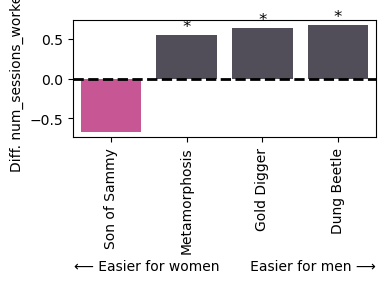 Diff. num_sessions_worke
0.5
0.0
−0.5
*
*
*
Son of Sammy
Metamorphosis
Gold Digger
Dung Beetle
⟵ Easier for women
Easier for men ⟶